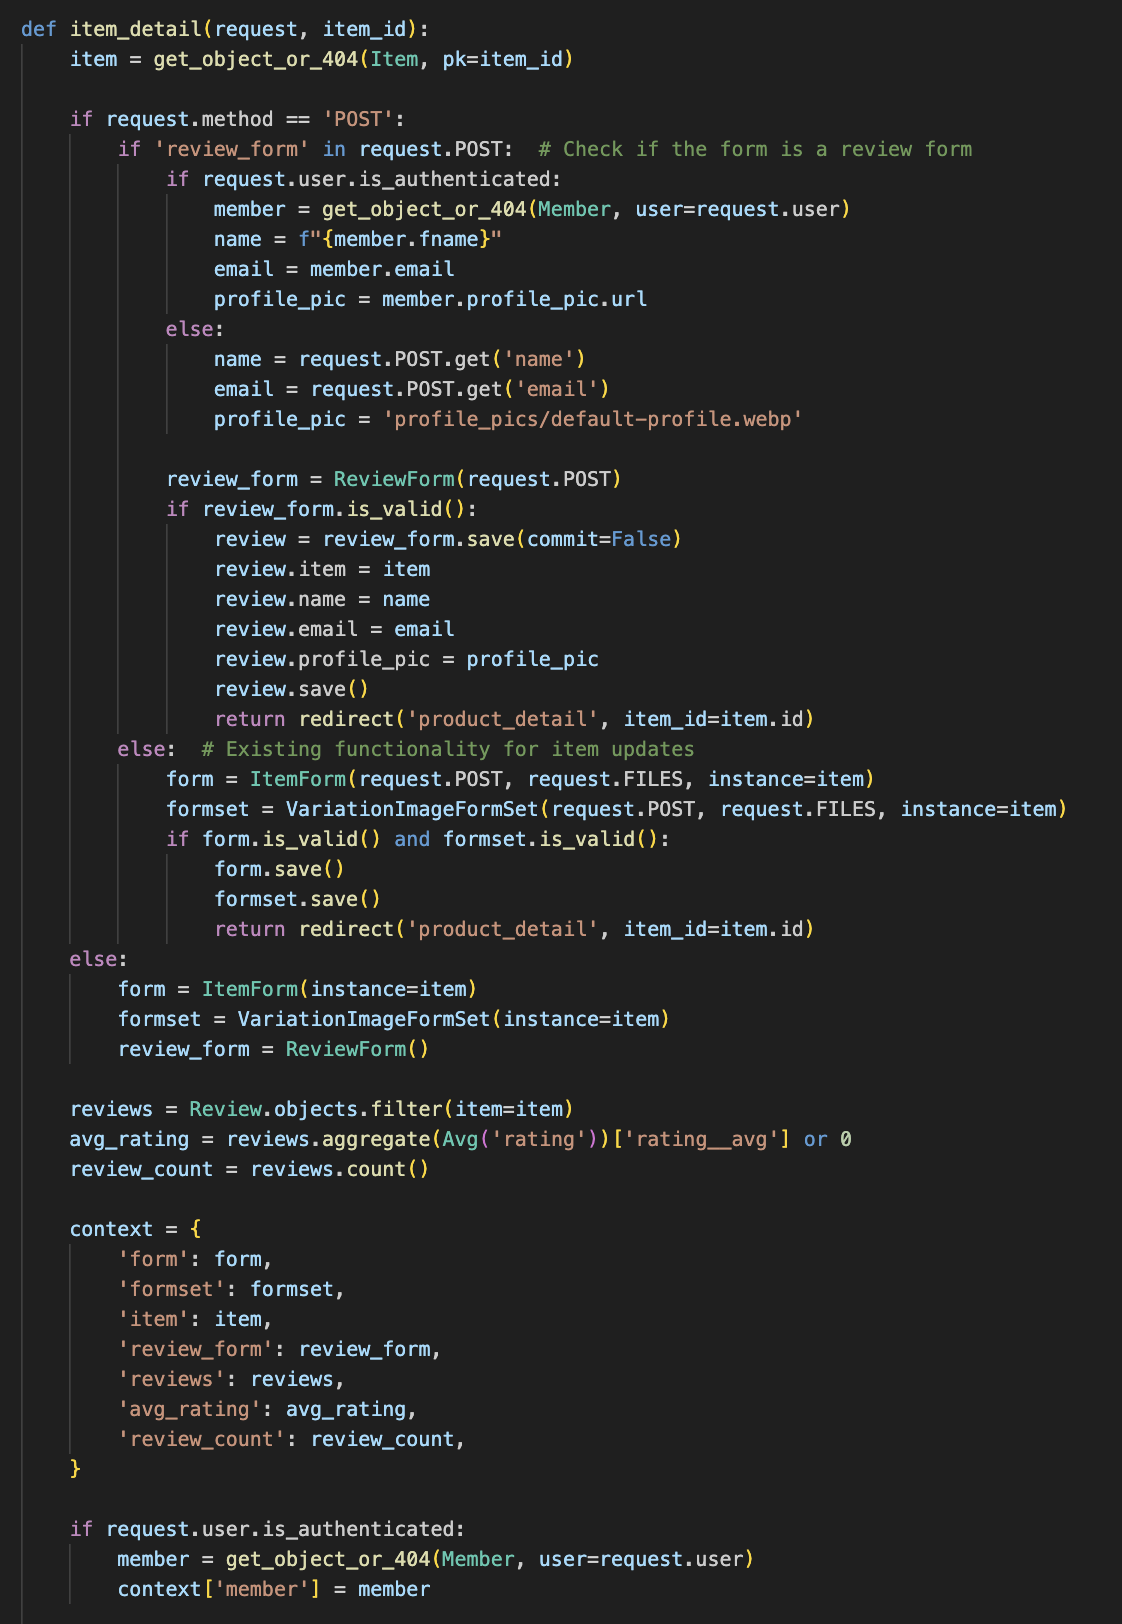 def item_detail(request, item_id):
    item = get_object_or_404(Item, pk=item_id)

    if request.method == 'POST':
        if 'review_form' in request.POST:  # Check if the form is a review form
            if request.user.is_authenticated:
                member = get_object_or_404(Member, user=request.user)
                name = f"{member.fname}"
                email = member.email
                profile_pic = member.profile_pic.url
            else:
                name = request.POST.get('name')
                email = request.POST.get('email')
                profile_pic = 'profile_pics/default-profile.webp'

            review_form = ReviewForm(request.POST)
            if review_form.is_valid():
                review = review_form.save(commit=False)
                review.item = item
                review.name = name
                review.email = email
                review.profile_pic = profile_pic
                review.save()
                return redirect('product_detail', item_id=item.id)
        else:  # Existing functionality for item updates
            form = ItemForm(request.POST, request.FILES, instance=item)
            formset = VariationImageFormSet(request.POST, request.FILES, instance=item)
            if form.is_valid() and formset.is_valid():
                form.save()
                formset.save()
                return redirect('product_detail', item_id=item.id)
    else:
        form = ItemForm(instance=item)
        formset = VariationImageFormSet(instance=item)
        review_form = ReviewForm()

    reviews = Review.objects.filter(item=item)
    avg_rating = reviews.aggregate(Avg('rating'))['rating__avg'] or 0
    review_count = reviews.count()

    context = {
        'form': form,
        'formset': formset,
        'item': item,
        'review_form': review_form,
        'reviews': reviews,
        'avg_rating': avg_rating,
        'review_count': review_count,
    }

    if request.user.is_authenticated:
        member = get_object_or_404(Member, user=request.user)
        context['member'] = member